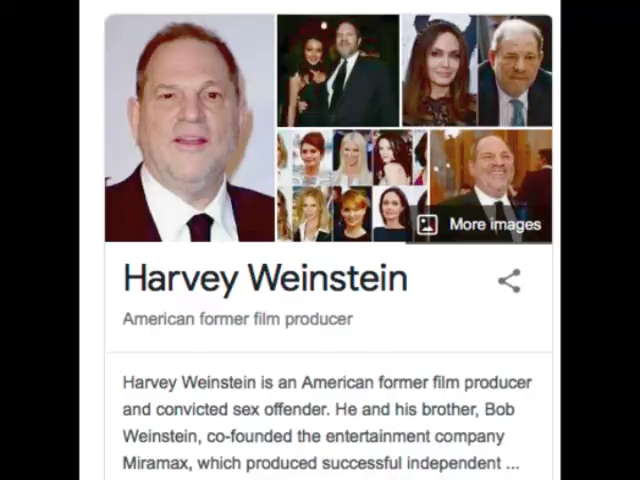 More images
Harvey Weinstein
American former film producer
Harvey Weinstein is an American former film producer
and convicted sex offender. He and his brother, Bob
Weinstein, co-founded the entertainment company
Miramax, which produced successful independent ...